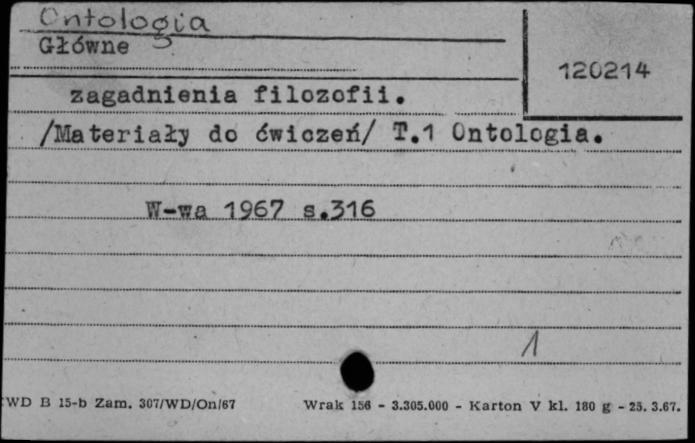 Ontologia
Główne
120214
zagadnienia filozofii.
/Materiały do ćwiczeń/ T.1 Ontologia.
W-wa 1967 s.316
1
WD B 15-b Zam. 307/WD/On/67
Wrak 156 - 3.305.000 - Karton V kl. 180 g - 25. 3.67.